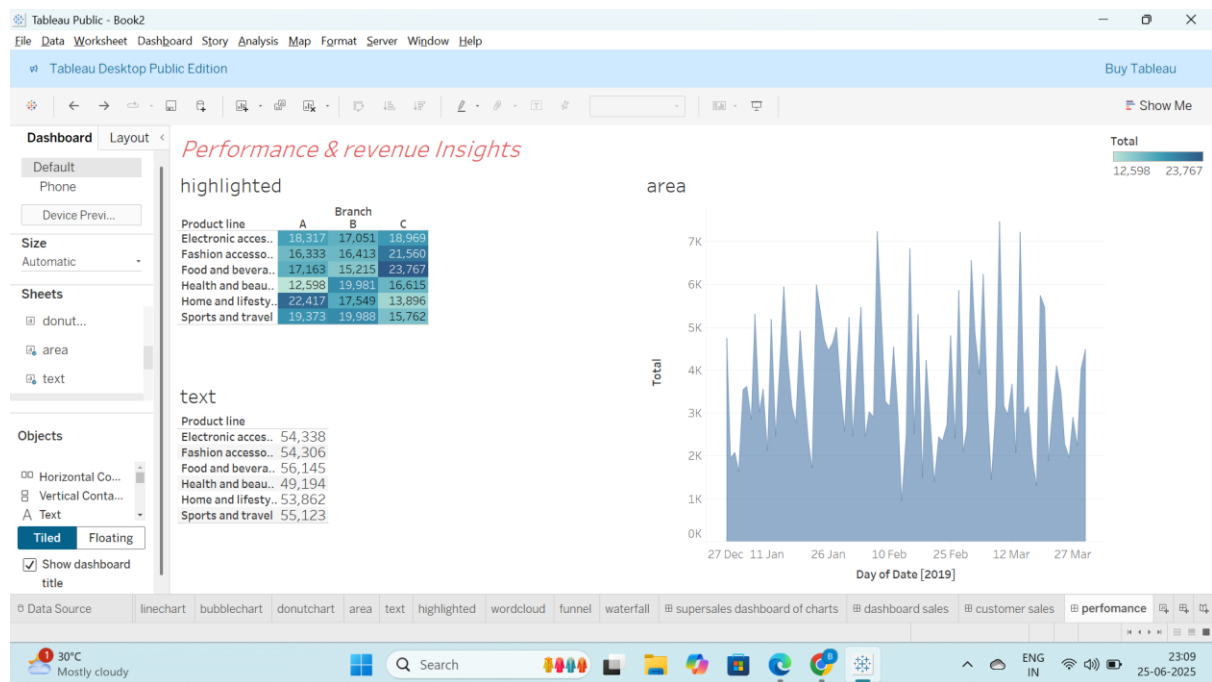 Tableau Public - Book2
File Data Worksheet Dashboard Story Analysis Map Format Server Window Help
Tableau Desktop Public Edition Buy Tableau
Show Me
Dashboard Layout
Default
Phone
Device Previ...
Size
Automatic
Sheets
donut...
area
text
Objects
Horizontal Co...
Vertical Conta...
A Text
Tiled Floating
Show dashboard
title
Performance & revenue Insights
highlighted
Branch
Product line A B C
Electronic acces.. 18,317 17,051 18,969
Fashion accesso.. 16,333 16,413 21,560
Food and bevera.. 17,163 15,215 23,767
Health and beau.. 12,598 19,981 16,615
Home and lifesty.. 22,417 17,549 13,896
Sports and travel 19,373 19,988 15,762
text
Product line
Electronic acces.. 54,338
Fashion accesso.. 54,306
Food and bevera.. 56,145
Health and beau.. 49,194
Home and lifesty.. 53,862
Sports and travel 55,123
area
Total
7K
6K
5K
4K
3K
2K
1K
0K
27 Dec 11 Jan 26 Jan 10 Feb 25 Feb 12 Mar 27 Mar
Day of Date [2019]
Total
12,598 23,767
Data Source linechart bubblechart donutchart area text highlighted wordcloud funnel waterfall supersales dashboard of charts dashboard sales customer sales perfomance
1
30°C
Mostly cloudy
Search
ENG
IN
23:09
25-06-2025